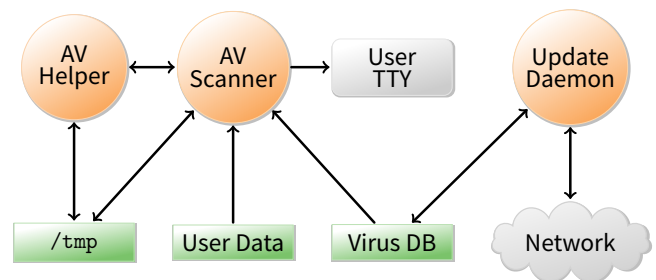 AV
Helper
AV
Scanner
User
TTY
Update
Daemon
/tmp
User Data
Virus DB
Network